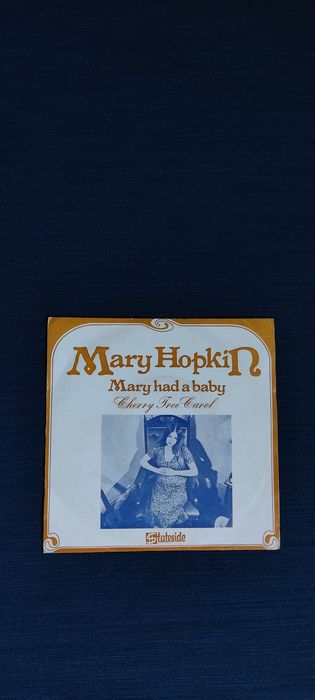 Mary Hopkin
Mary had a baby
Cherry Tree Carol
Stateside